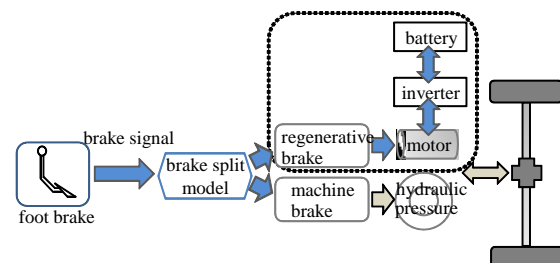 battery
inverter
brake signal
regenerative
brake
motor
brake split
model
foot brake
machine
brake
hydraulic
pressure